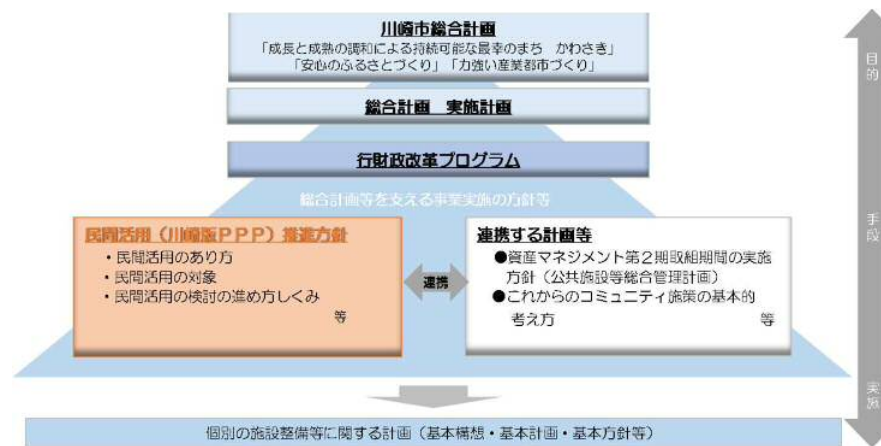 川崎市総合計画
「成長と成熟の調和による持続可能な最幸のまち　かわさき」
「安心のふるさとづくり」「力強い産業都市づくり」
総合計画　実施計画
行財政改革プログラム
総合計画等を支える事業実施の方針等
民間活用（川崎版ＰＰＰ）推進方針
・民間活用のあり方
・民間活用の対象
・民間活用の検討の進め方しくみ
等
連携
連携する計画等
●資産マネジメント第２期取組期間の実施
方針（公共施設等総合管理計画）
●これからのコミュニティ施策の基本的
考え方　等
個別の施設整備等に関する計画（基本構想・基本計画・基本方針等）
目的
手段
実施